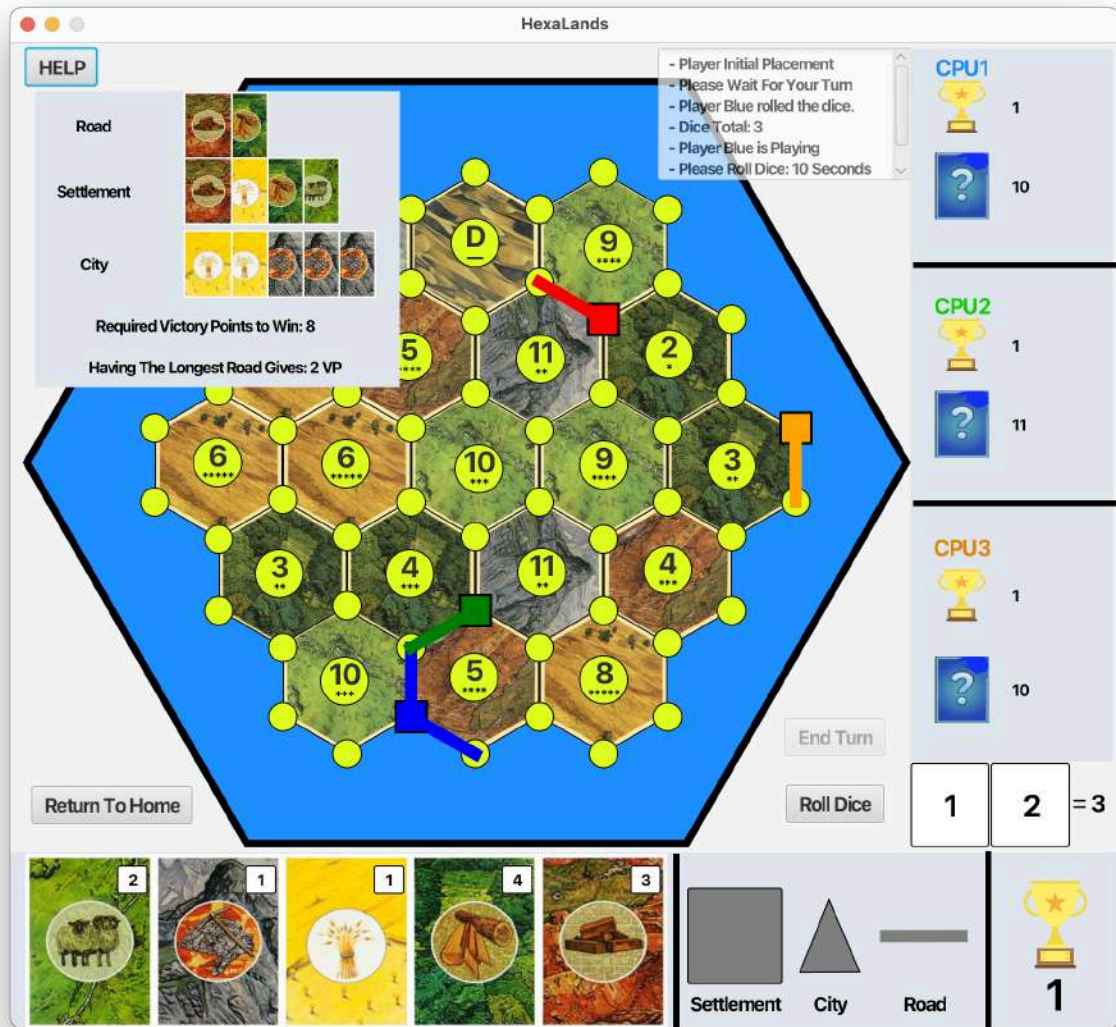 HexaLands
HELP
- Player Initial Placement
- Please Wait For Your Turn
- Player Blue rolled the dice.
- Dice Total: 3
- Player Blue is Playing
- Please Roll Dice: 10 Seconds
CPU1
1
?
10
Road
Settlement
City
Required Victory Points to Win: 8
Having The Longest Road Gives: 2 VP
D
9
****
CPU2
1
?
11
5
****
11
**
2
*
6
*****
6
*****
10
***
9
****
3
**
CPU3
1
?
10
3
**
4
***
11
**
4
***
10
***
5
****
8
*****
End Turn
Return To Home
Roll Dice
1 2 = 3
2
1
1
4
3
Settlement
City
Road
1